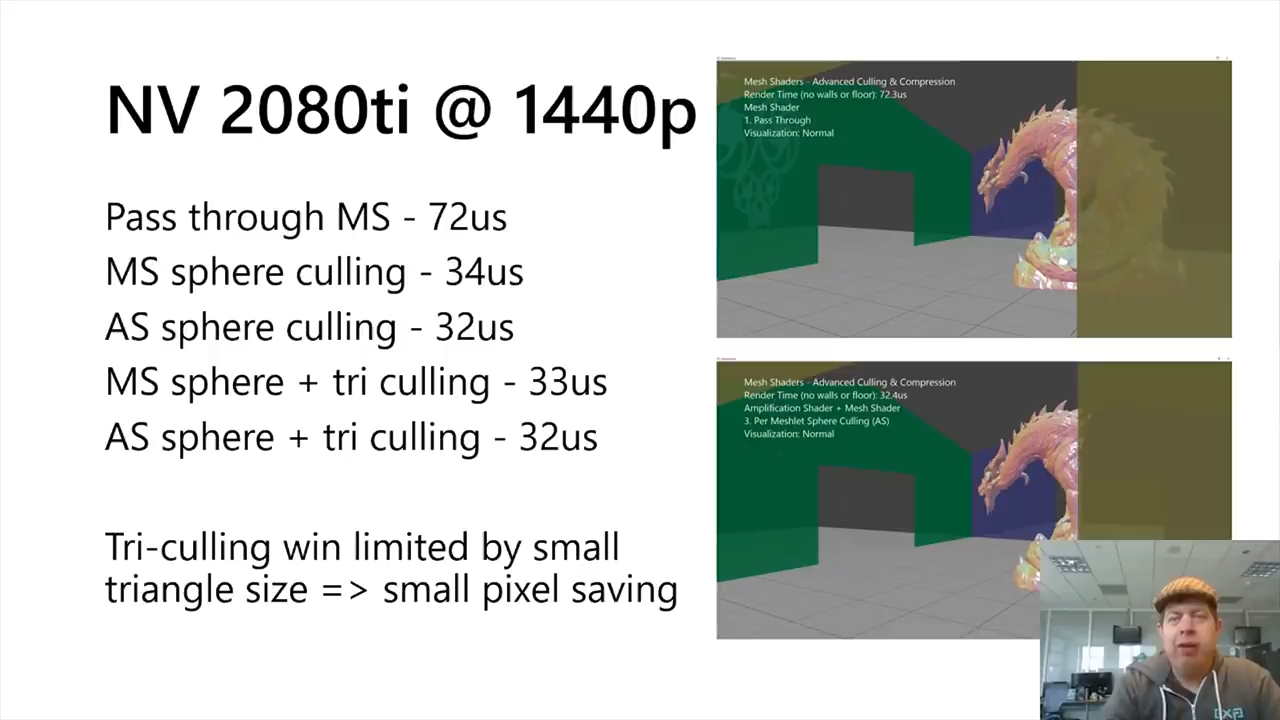 NV 2080ti @ 1440p
Pass through MS - 72us
MS sphere culling - 34us
AS sphere culling - 32us
MS sphere + tri culling - 33us
AS sphere + tri culling - 32us
Tri-culling win limited by small
triangle size => small pixel saving
Mesh Shaders - Advanced Culling & Compression
Render Time (no walls or floor): 72.3us
Mesh Shader
1. Pass Through
Visualization: Normal
Mesh Shaders - Advanced Culling & Compression
Render Time (no walls or floor): 32.4us
Amplification Shader + Mesh Shader
3. Per Meshlet Sphere Culling (AS)
Visualization: Normal